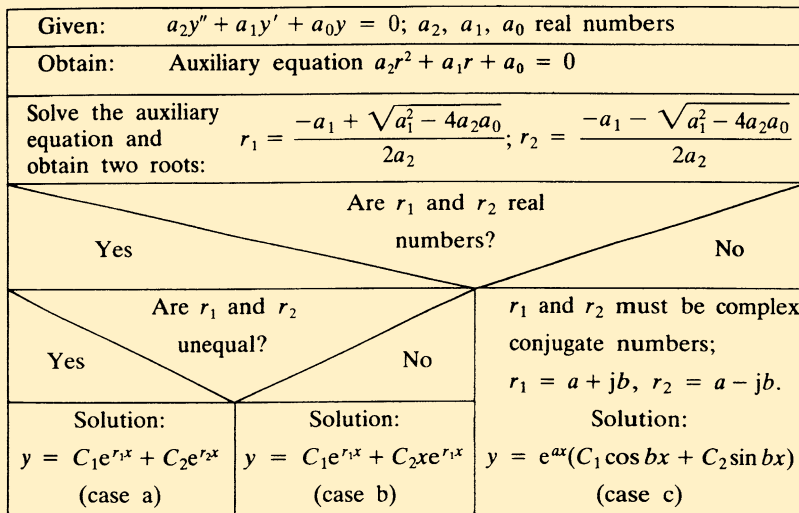 Given: a₂y″ + a₁y′ + a₀y = 0; a₂, a₁, a₀ real numbers
Obtain: Auxiliary equation a₂r² + a₁r + a₀ = 0
Solve the auxiliary
equation and
obtain two roots:
r₁ = (−a₁ + √(a₁² − 4a₂a₀)) / 2a₂; r₂ = (−a₁ − √(a₁² − 4a₂a₀)) / 2a₂
Are r₁ and r₂ real
numbers?
Yes
No
Are r₁ and r₂
unequal?
Yes
No
r₁ and r₂ must be complex
conjugate numbers;
r₁ = a + jb, r₂ = a − jb.
Solution:
y = C₁e^{r₁x} + C₂e^{r₂x}
(case a)
Solution:
y = C₁e^{r₁x} + C₂xe^{r₁x}
(case b)
Solution:
y = e^{ax}(C₁ cos bx + C₂ sin bx)
(case c)